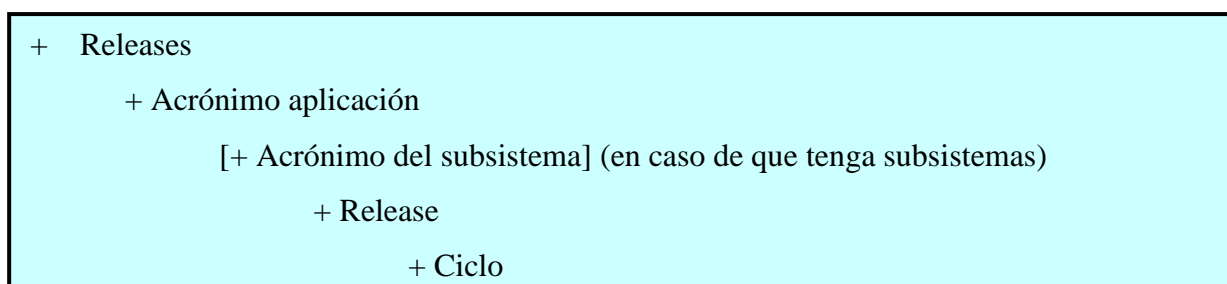 + Releases
+ Acrónimo aplicación
[+ Acrónimo del subsistema] (en caso de que tenga subsistemas)
+ Release
+ Ciclo